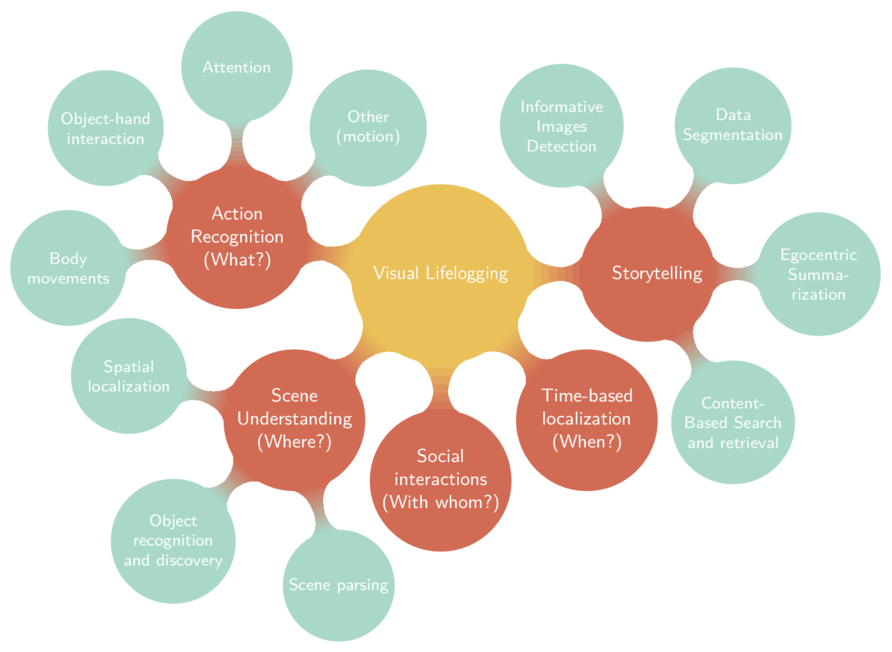 Attention
Object-hand
interaction
Other
(motion)
Informative
Images
Detection
Data
Segmentation
Action
Recognition
(What?)
Body
movements
Visual Lifelogging
Storytelling
Egocentric
Summa-
rization
Spatial
localization
Scene
Understanding
(Where?)
Social
interactions
(With whom?)
Time-based
localization
(When?)
Content-
Based Search
and retrieval
Object
recognition
and discovery
Scene parsing